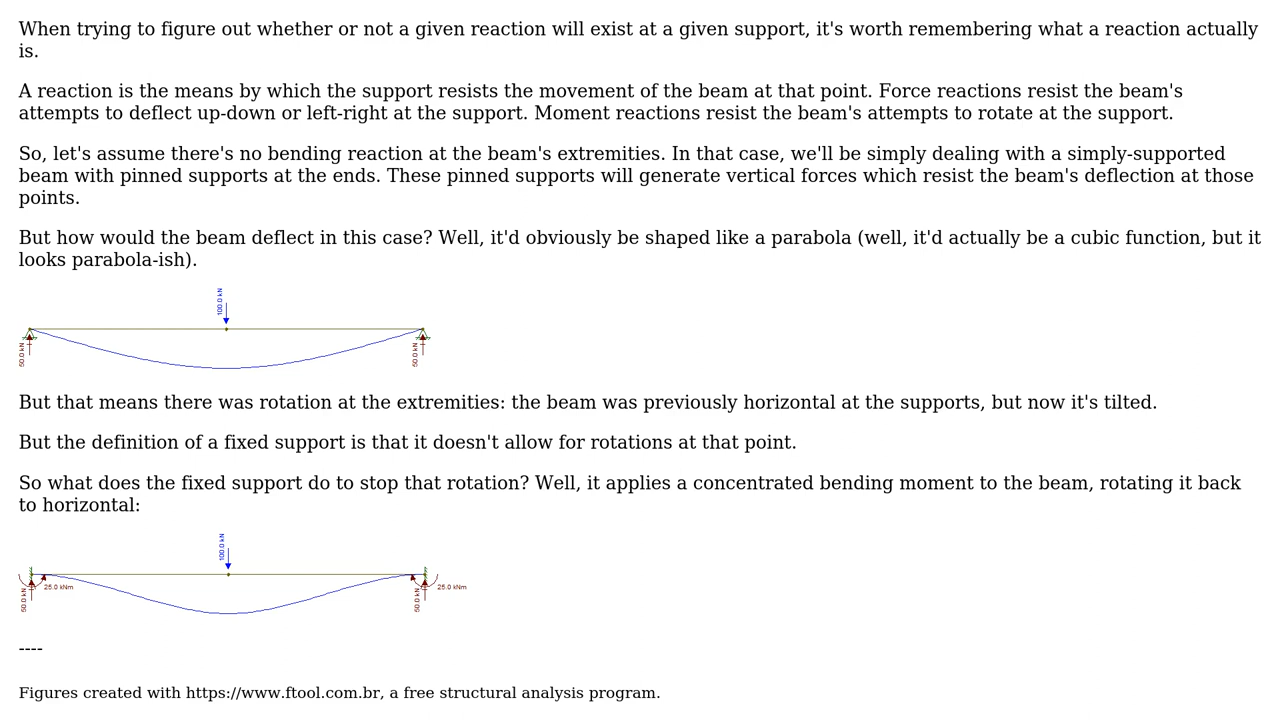 When trying to figure out whether or not a given reaction will exist at a given support, it's worth remembering what a reaction actually
is.
A reaction is the means by which the support resists the movement of the beam at that point. Force reactions resist the beam's
attempts to deflect up-down or left-right at the support. Moment reactions resist the beam's attempts to rotate at the support.
So, let's assume there's no bending reaction at the beam's extremities. In that case, we'll be simply dealing with a simply-supported
beam with pinned supports at the ends. These pinned supports will generate vertical forces which resist the beam's deflection at those
points.
But how would the beam deflect in this case? Well, it'd obviously be shaped like a parabola (well, it'd actually be a cubic function, but it
looks parabola-ish).
100.0 kN
50.0 kN
50.0 kN
But that means there was rotation at the extremities: the beam was previously horizontal at the supports, but now it's tilted.
But the definition of a fixed support is that it doesn't allow for rotations at that point.
So what does the fixed support do to stop that rotation? Well, it applies a concentrated bending moment to the beam, rotating it back
to horizontal:
100.0 kN
25.0 kNm
25.0 kNm
50.0 kN
50.0 kN
----
Figures created with https://www.ftool.com.br, a free structural analysis program.